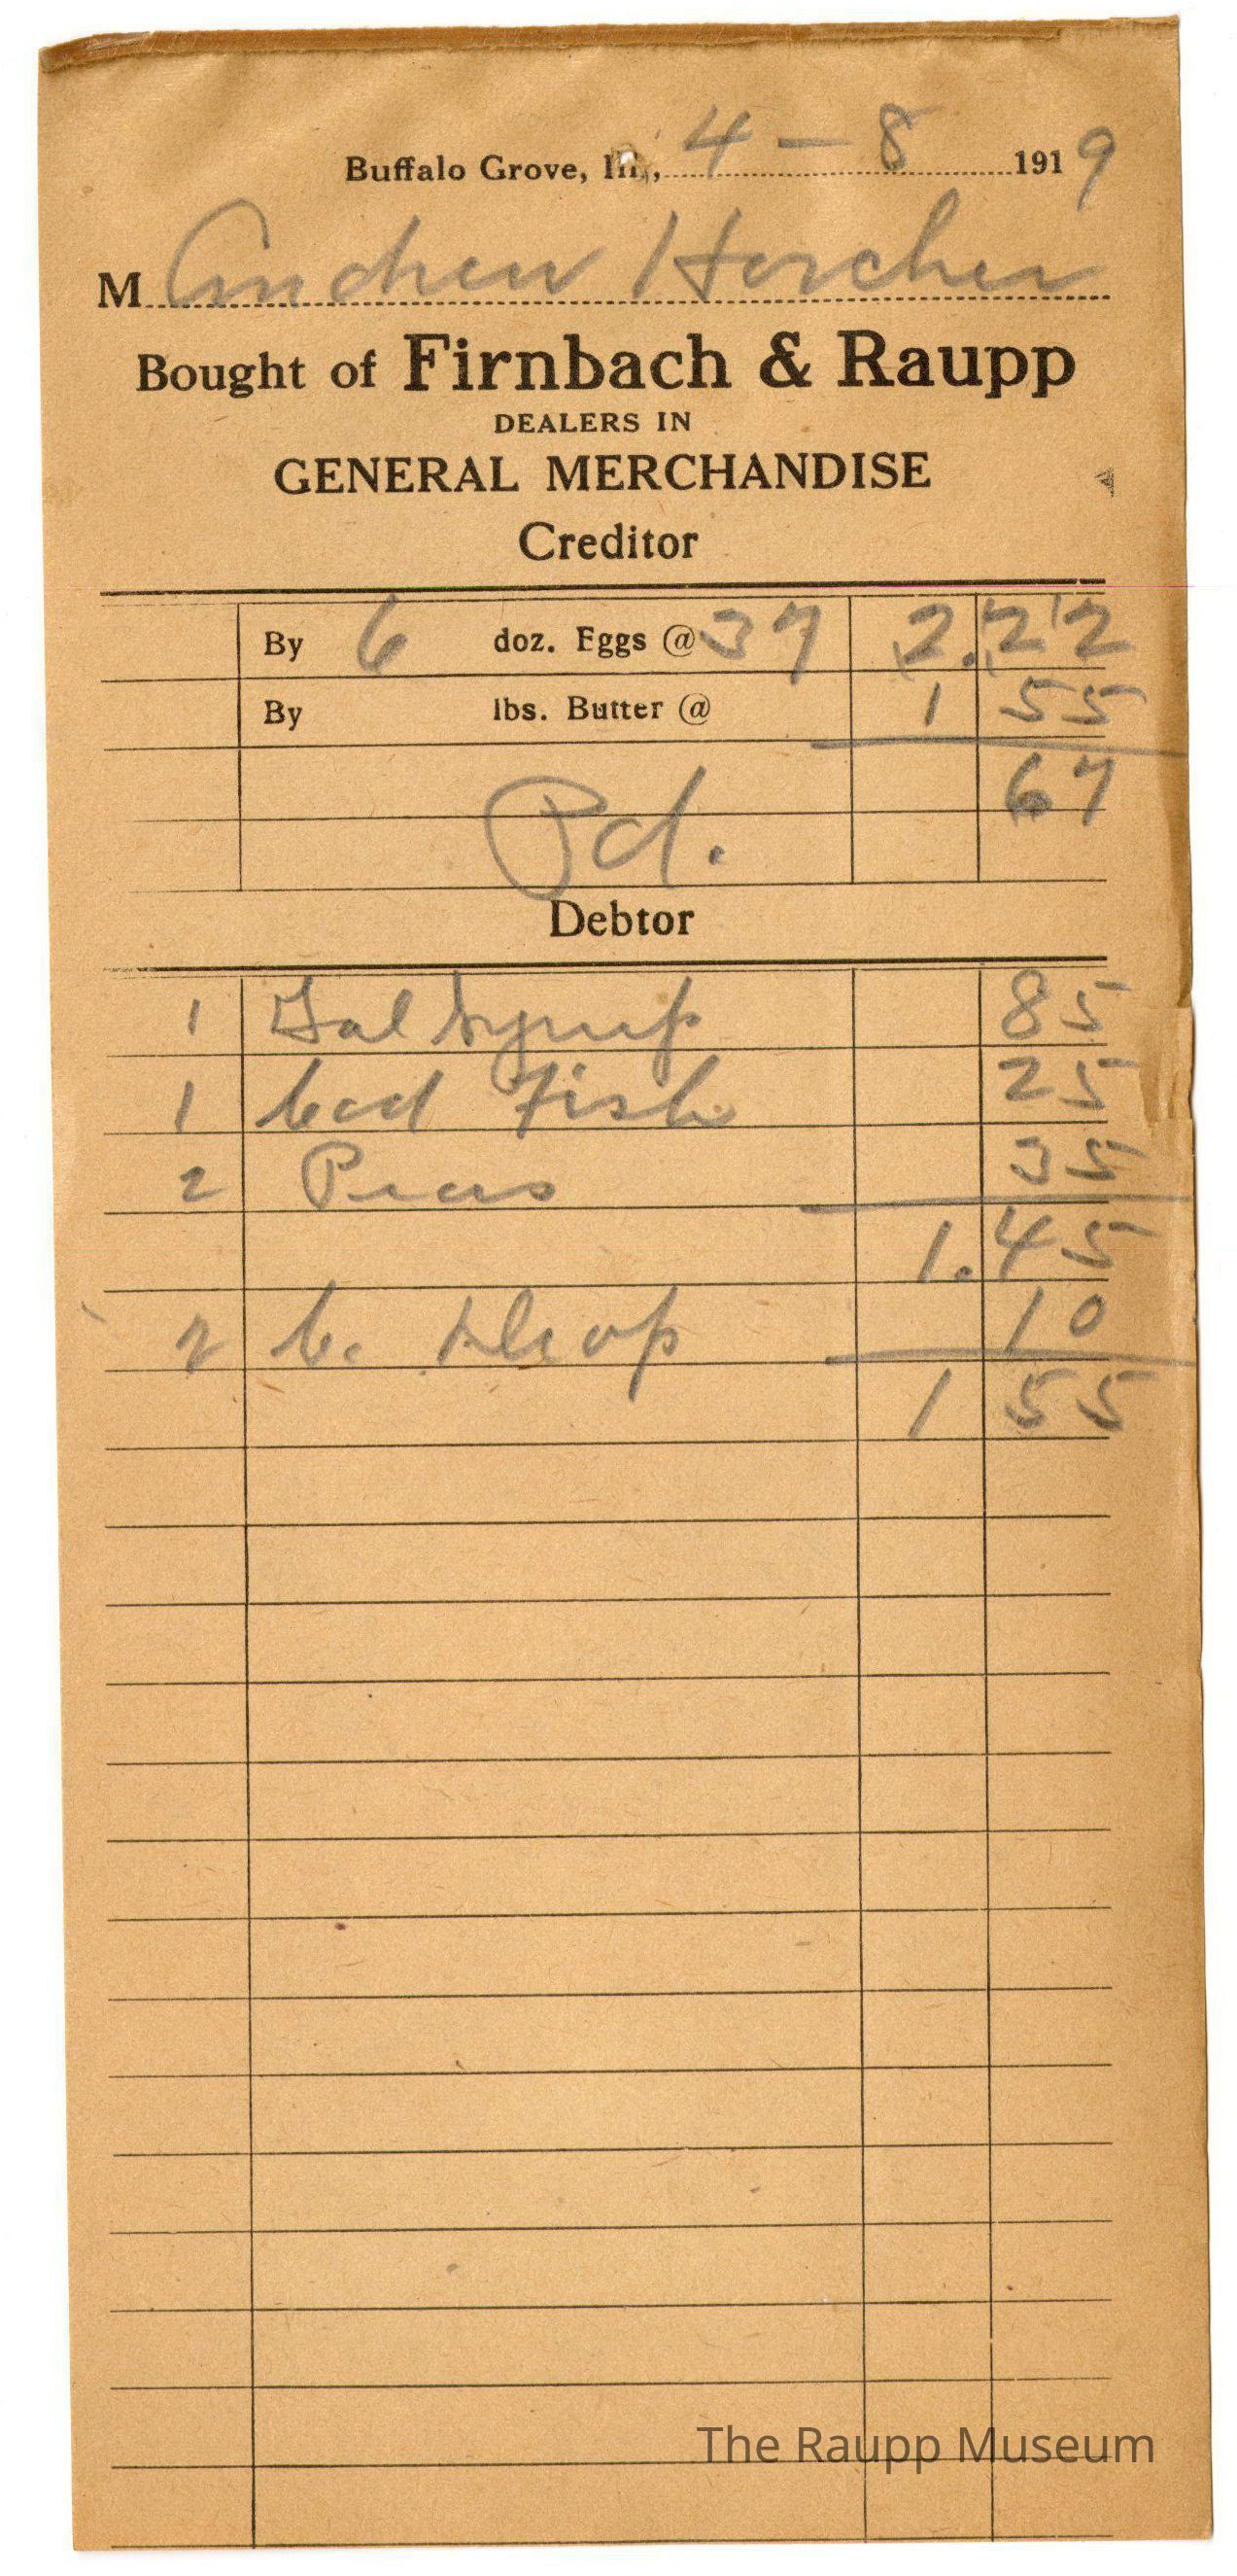 Buffalo Grove, Ill., 4 - 8 1919
M Andrew Horcher
Bought of Firnbach & Raupp
DEALERS IN
GENERAL MERCHANDISE
Creditor
By 6 doz. Eggs @ 37 2.22
By lbs. Butter @ 1 55
67
Pd.
Debtor
1 Gal Syrup 85
1 Cod Fish 25
2 Peas 35
1.45
2 C. 10
1 55
The Raupp Museum